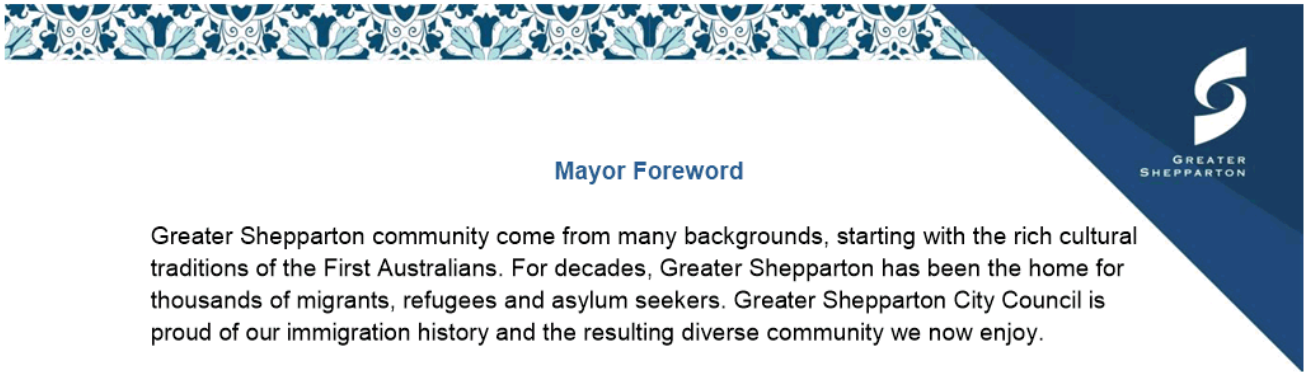 GREATER
SHEPPARTON
Mayor Foreword
Greater Shepparton community come from many backgrounds, starting with the rich cultural
traditions of the First Australians. For decades, Greater Shepparton has been the home for
thousands of migrants, refugees and asylum seekers. Greater Shepparton City Council is
proud of our immigration history and the resulting diverse community we now enjoy.